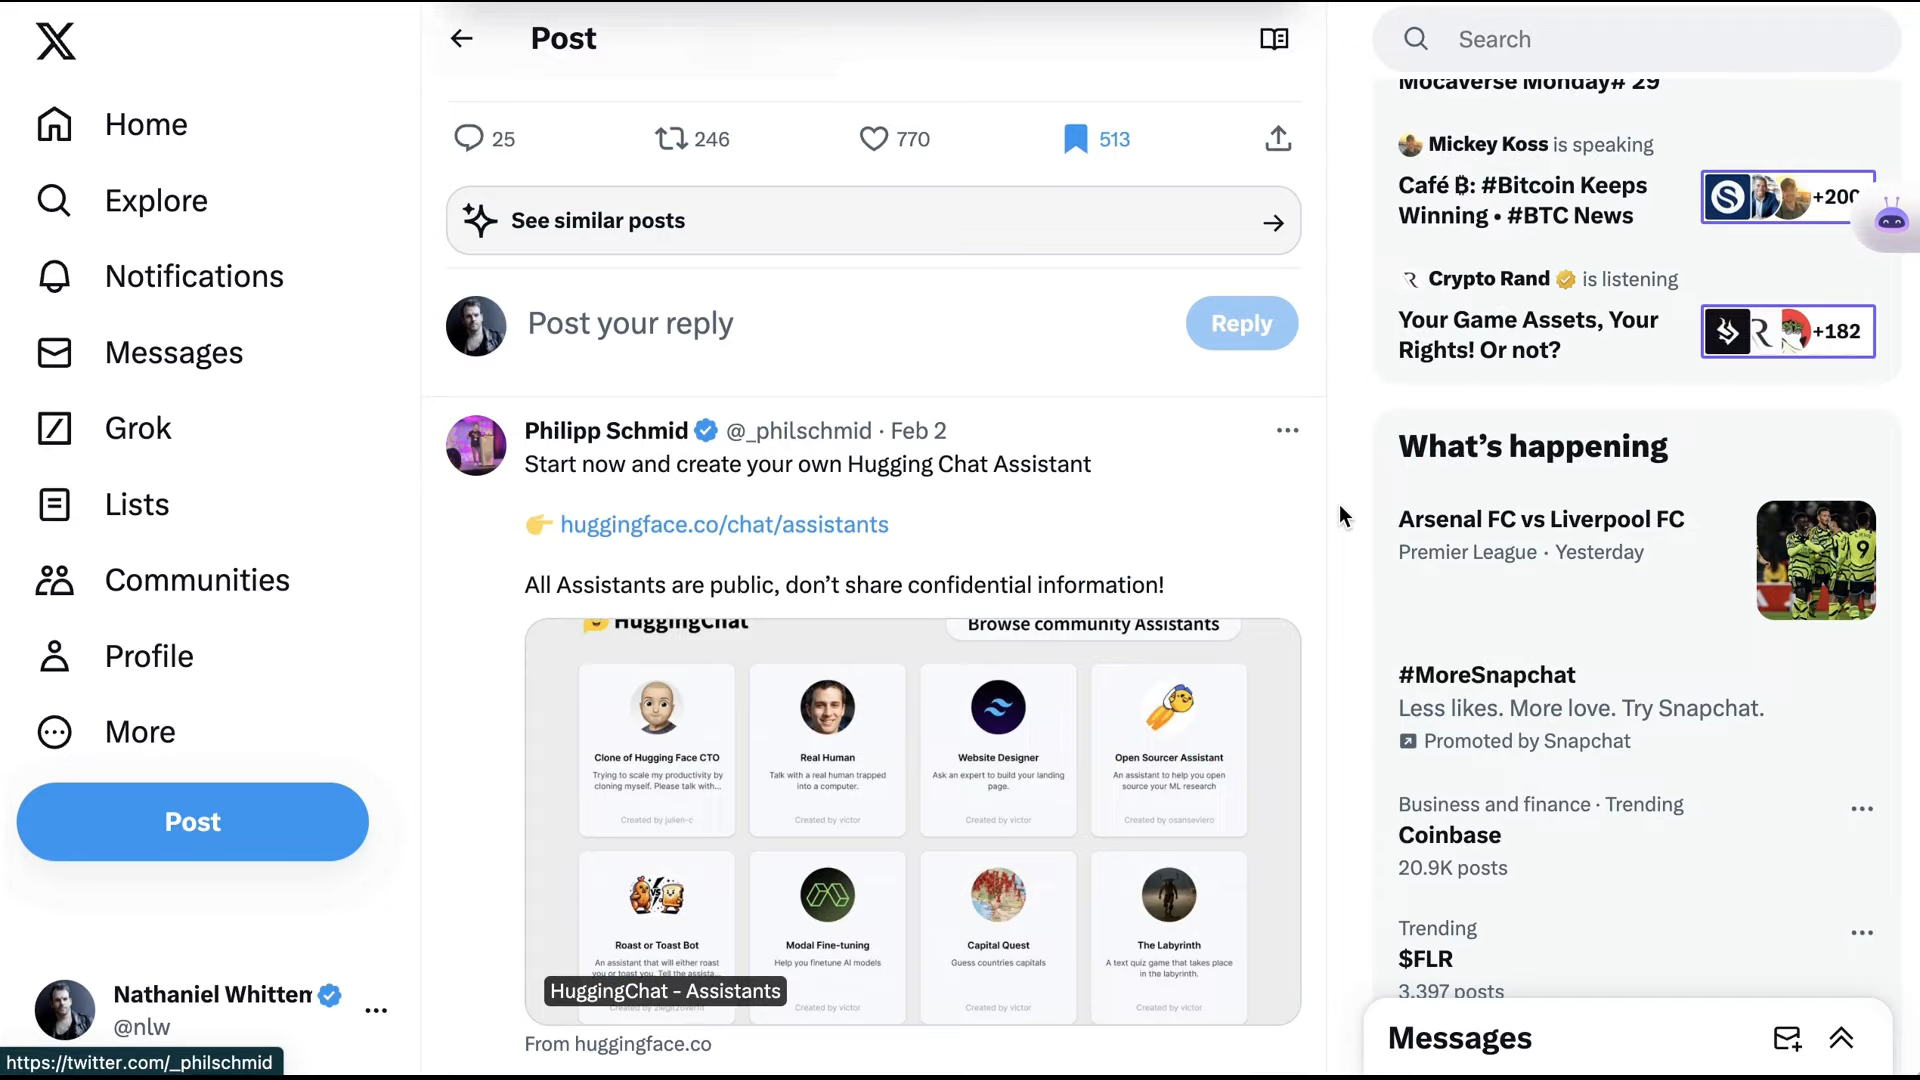 Home
Explore
Notifications
Messages
Grok
Lists
Communities
Profile
More
Post
Nathaniel Whittem
@nlw
https://twitter.com/_philschmid
Post
25
246
770
513
See similar posts
Post your reply
Reply
Philipp Schmid @_philschmid · Feb 2
Start now and create your own Hugging Chat Assistant
👉 huggingface.co/chat/assistants
All Assistants are public, don’t share confidential information!
HuggingChat
Browse community Assistants
Clone of Hugging Face CTO
Trying to scale my productivity by
cloning myself. Please talk with...
Created by julien-c
Real Human
Talk with a real human trapped
into a computer.
Created by victor
Website Designer
Ask an expert to build your landing
page.
Created by victor
Open Sourcer Assistant
An assistant to help you open
source your ML research
Created by osanseviero
Roast or Toast Bot
An assistant that will either roast
you or toast you. Tell the assista...
Modal Fine-tuning
Help you finetune AI models
Created by victor
Capital Quest
Guess countries capitals
Created by victor
The Labyrinth
A text quiz game that takes place
in the labyrinth.
Created by victor
HuggingChat - Assistants
From huggingface.co
Search
Mocaverse Monday# 29
Mickey Koss is speaking
Café ₿: #Bitcoin Keeps
Winning • #BTC News
+200
Crypto Rand is listening
Your Game Assets, Your
Rights! Or not?
+182
What’s happening
Arsenal FC vs Liverpool FC
Premier League · Yesterday
9
#MoreSnapchat
Less likes. More love. Try Snapchat.
Promoted by Snapchat
Business and finance · Trending
Coinbase
20.9K posts
Trending
$FLR
3,397 posts
Messages